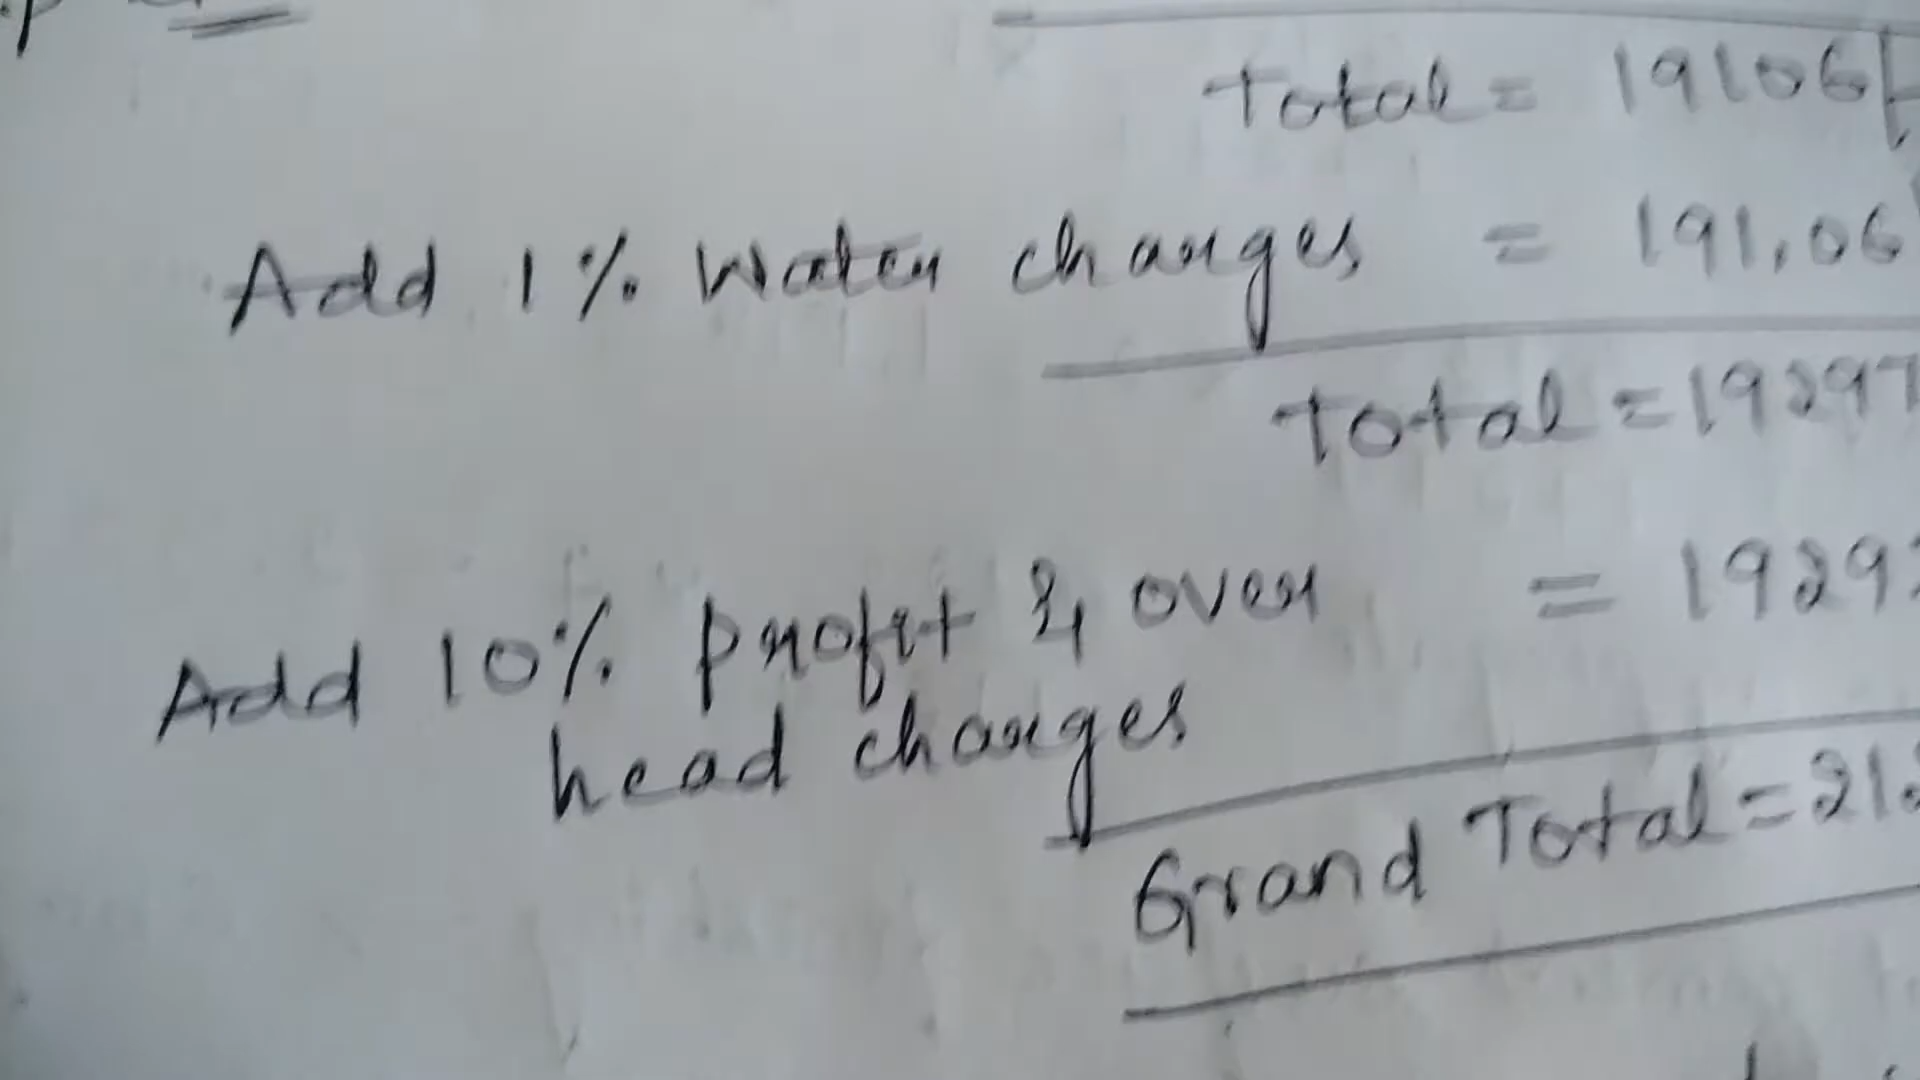 Total = 19106/-
Add 1% Water charges = 191.06
Total = 19297
Add 10% Profit & over = 1929
head charges
Grand Total = 21